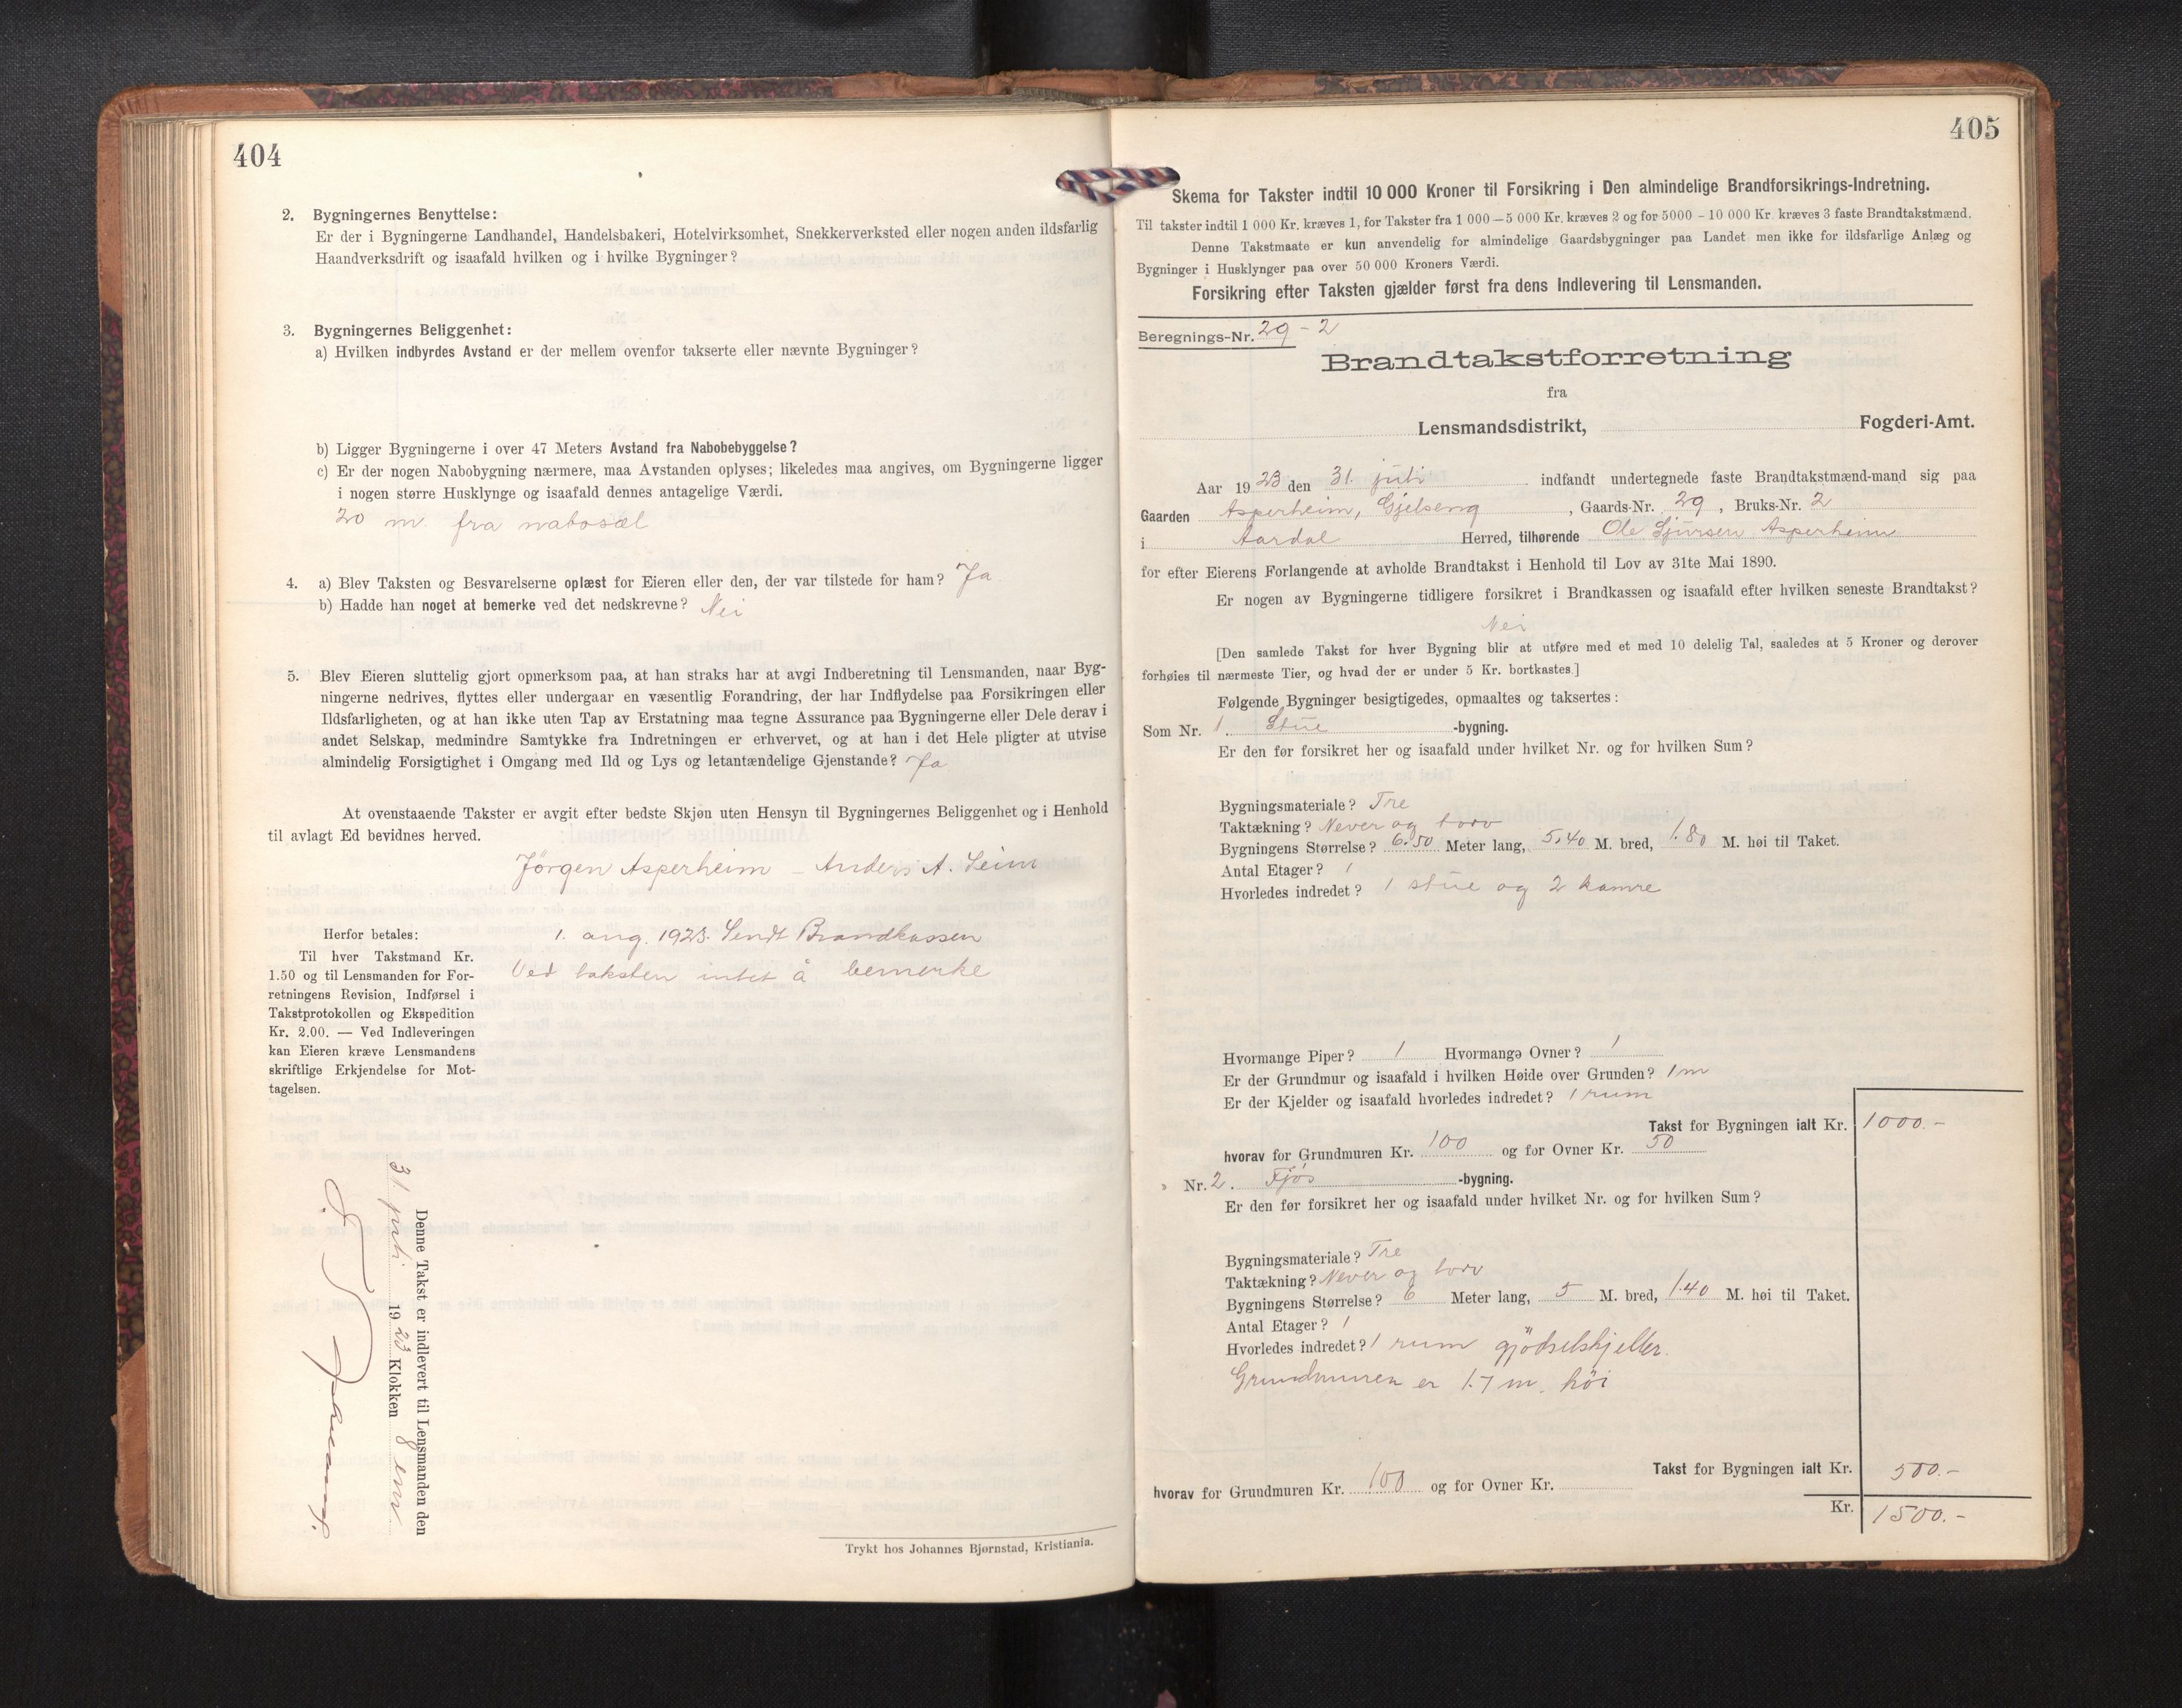 404
2. Bygningernes Benyttelse:
Er der i Bygningerne Landhandel, Handelsbakeri, Hotelvirksomhet, Snekkerverksted eller nogen anden ildsfarlig
Haandverksdrift og isaafald hvilken og i hvilke Bygninger?
3. Bygningernes Beliggenhet:
a) Hvilken indbyrdes Avstand er der mellem ovenfor takserte eller nævnte Bygninger?
b) Ligger Bygningerne i over 47 Meters Avstand fra Nabobebyggelse?
c) Er der nogen Nabobygning nærmere, maa Avstanden oplyses; likeledes maa angives, om Bygningerne ligger
i nogen større Husklynge og isaafald dennes antagelige Værdi.
20 m. fra nabosæl
4. a) Blev Taksten og Besvarelserne oplæst for Eieren eller den, der var tilstede for ham? Ja
b) Hadde han noget at bemerke ved det nedskrevne? Nei
5. Blev Eieren sluttelig gjort opmerksom paa, at han straks har at avgi Indberetning til Lensmanden, naar Byg-
ningerne nedrives, flyttes eller undergaar en væsentlig Forandring, der har Indflydelse paa Forsikringen eller
Ildsfarligheten, og at han ikke uten Tap av Erstatning maa tegne Assurance paa Bygningerne eller Dele derav i
andet Selskap, medmindre Samtykke fra Indretningen er erhvervet, og at han i det Hele pligter at utvise
almindelig Forsigtighet i Omgang med Ild og Lys og letantændelige Gjenstande? Ja
At ovenstaaende Takster er avgit efter bedste Skjøn uten Hensyn til Bygningernes Beliggenhet og i Henhold
til avlagt Ed bevidnes herved.
Jörgen Asperheim - Anders A. Seim
1. aug. 1923. Sendt Brandkassen
Ved taksten intet å bemerke
Herfor betales:
Til hver Takstmand Kr.
1.50 og til Lensmanden for For-
retningens Revision, Indførsel i
Takstprotokollen og Ekspedition
Kr. 2.00. — Ved Indleveringen
kan Eieren kræve Lensmandens
skriftlige Erkjendelse for Mot-
tagelsen.
Denne Takst er indlevert til Lensmanden den
31 juli 1923 Klokken 8 em
Trykt hos Johannes Bjørnstad, Kristiania.
405
Skema for Takster indtil 10 000 Kroner til Forsikring i Den almindelige Brandforsikrings-Indretning.
Til takster indtil 1 000 Kr. kræves 1, for Takster fra 1 000 – 5 000 Kr. kræves 2 og for 5000 – 10 000 Kr. kræves 3 faste Brandtakstmænd.
Denne Takstmaate er kun anvendelig for almindelige Gaardsbygninger paa Landet men ikke for ildsfarlige Anlæg og
Bygninger i Husklynger paa over 50 000 Kroners Værdi.
Forsikring efter Taksten gjælder først fra dens Indlevering til Lensmanden.
Beregnings-Nr. 29 - 2
Brandtakstforretning
fra
Lensmandsdistrikt, Fogderi-Amt.
Aar 1923 den 31. juli indfandt undertegnede faste Brandtakstmænd-mand sig paa
Gaarden Asperheim, Gjelseng, Gaards-Nr. 29, Bruks-Nr. 2
i Aardal Herred, tilhørende Ole Sjursen Asperheim
for efter Eierens Forlangende at avholde Brandtakst i Henhold til Lov av 31te Mai 1890.
Er nogen av Bygningerne tidligere forsikret i Brandkassen og isaafald efter hvilken seneste Brandtakst?
Nei
[Den samlede Takst for hver Bygning blir at utføre med et med 10 delelig Tal, saaledes at 5 Kroner og derover
forhøies til nærmeste Tier, og hvad der er under 5 Kr. bortkastes.]
Følgende Bygninger besigtigedes, opmaaltes og taksertes:
Som Nr. 1. Stue -bygning.
Er den før forsikret her og isaafald under hvilket Nr. og for hvilken Sum?
Bygningsmateriale? Tre
Taktækning? Never og torv
Bygningens Størrelse? 6.50 Meter lang, 5.40 M. bred, 1.80 M. høi til Taket.
Antal Etager? 1
Hvorledes indredet? 1 stue og 2 kamre
Hvormange Piper? 1 Hvormange Ovner? 1
Er der Grundmur og isaafald i hvilken Høide over Grunden? 1 m
Er der Kjelder og isaafald hvorledes indredet? 1 rum
Takst for Bygningen ialt Kr. 1000.-
hvorav for Grundmuren Kr. 100 og for Ovner Kr. 50
" Nr. 2. Fjøs -bygning.
Er den før forsikret her og isaafald under hvilket Nr. og for hvilken Sum?
Bygningsmateriale? Tre
Taktækning? Never og torv
Bygningens Størrelse? 6 Meter lang, 5 M. bred, 1.40 M. høi til Taket.
Antal Etager? 1
Hvorledes indredet? 1 rum gjödselskjeller.
Grundmuren er 1.7 m. höi
Takst for Bygningen ialt Kr. 500.-
hvorav for Grundmuren Kr. 100 og for Ovner Kr.
Kr. 1500.-